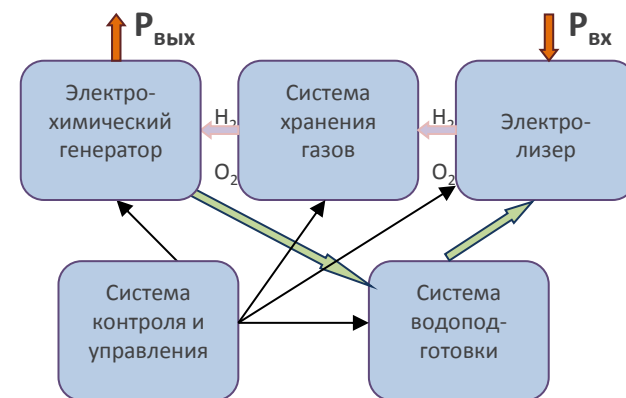 Pвых
Pвх
Электро-
химический
генератор
H2
Система
хранения
газов
H2
Электро-
лизер
O2
O2
Система
контроля и
управления
Система
водопод-
готовки